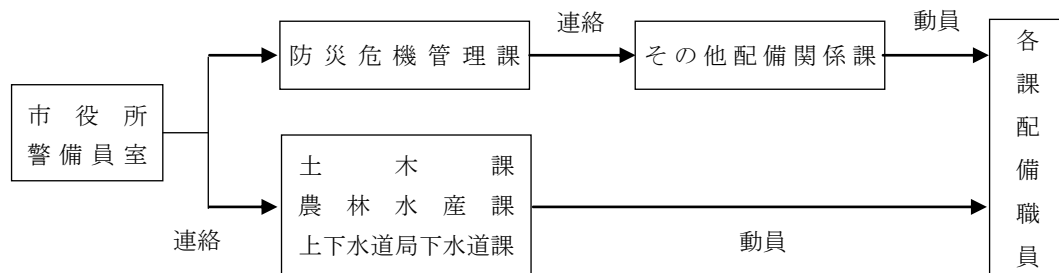 市役所
警備員室
連絡
防災危機管理課
連絡
その他配備関係課
動員
土木課
農林水産課
上下水道局下水道課
動員
各課配備職員